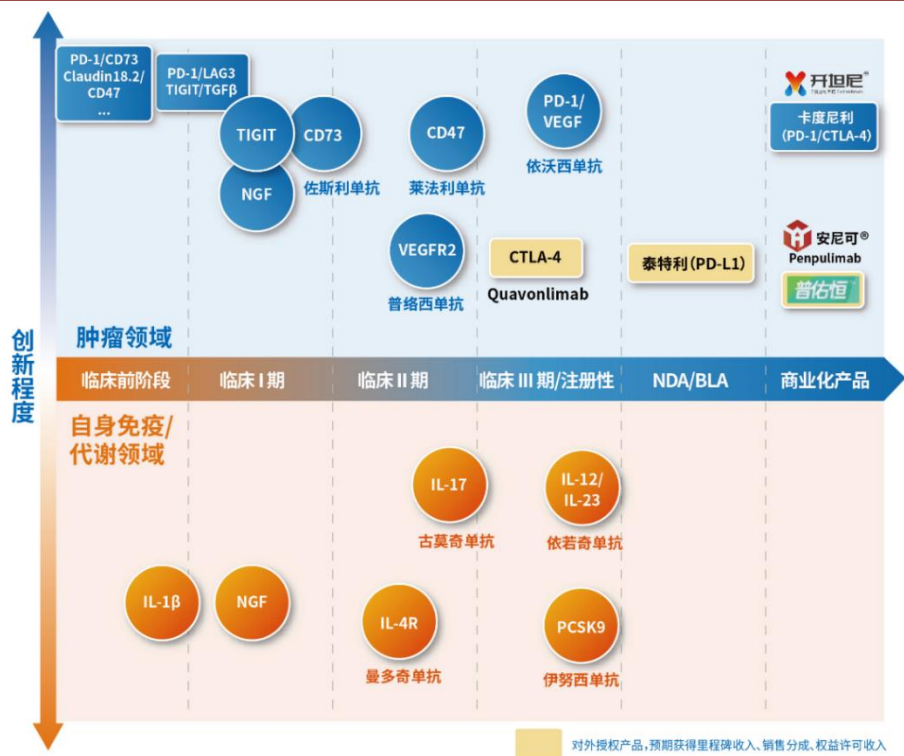 PD-1/CD73
Claudin18.2/
CD47
...
PD-1/LAG3
TIGIT/TGFβ
TIGIT
CD73
佐斯利单抗
NGF
CD47
莱法利单抗
PD-1/
VEGF
依沃西单抗
开坦尼®
卡度尼利
(PD-1/CTLA-4)
VEGFR2
普络西单抗
CTLA-4
Quavonlimab
泰特利(PD-L1)
安尼可®
Penpulimab
普佑恒
创新程度
肿瘤领域
临床前阶段
临床 I 期
临床 II 期
临床 III 期/注册性
NDA/BLA
商业化产品
自身免疫/
代谢领域
IL-17
古莫奇单抗
IL-12/
IL-23
依若奇单抗
IL-1β
NGF
IL-4R
曼多奇单抗
PCSK9
伊努西单抗
对外授权产品,预期获得里程碑收入、销售分成、权益许可收入